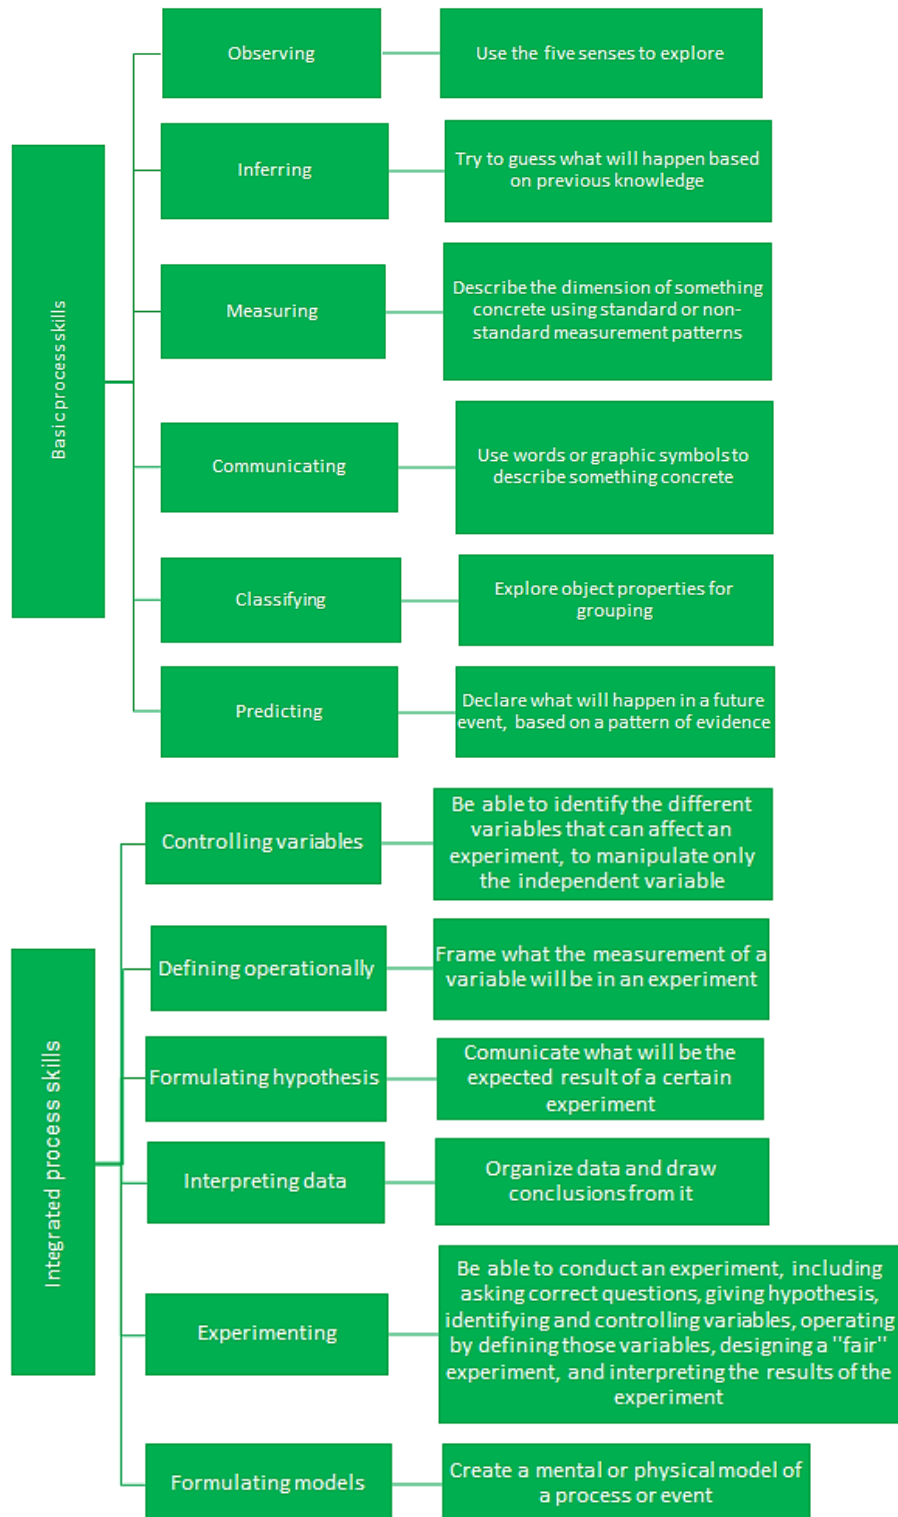 Basic process skills
Observing
Use the five senses to explore
Inferring
Try to guess what will happen based
on previous knowledge
Measuring
Describe the dimension of something
concrete using standard or non-
standard measurement patterns
Communicating
Use words or graphic symbols to
describe something concrete
Classifying
Explore object properties for
grouping
Predicting
Declare what will happen in a future
event, based on a pattern of evidence
Integrated process skills
Controlling variables
Be able to identify the different
variables that can affect an
experiment, to manipulate only
the independent variable
Defining operationally
Frame what the measurement of a
variable will be in an experiment
Formulating hypothesis
Comunicate what will be the
expected result of a certain
experiment
Interpreting data
Organize data and draw
conclusions from it
Experimenting
Be able to conduct an experiment, including
asking correct questions, giving hypothesis,
identifying and controlling variables, operating
by defining those variables, designing a "fair"
experiment, and interpreting the results of the
experiment
Formulating models
Create a mental or physical model of
a process or event